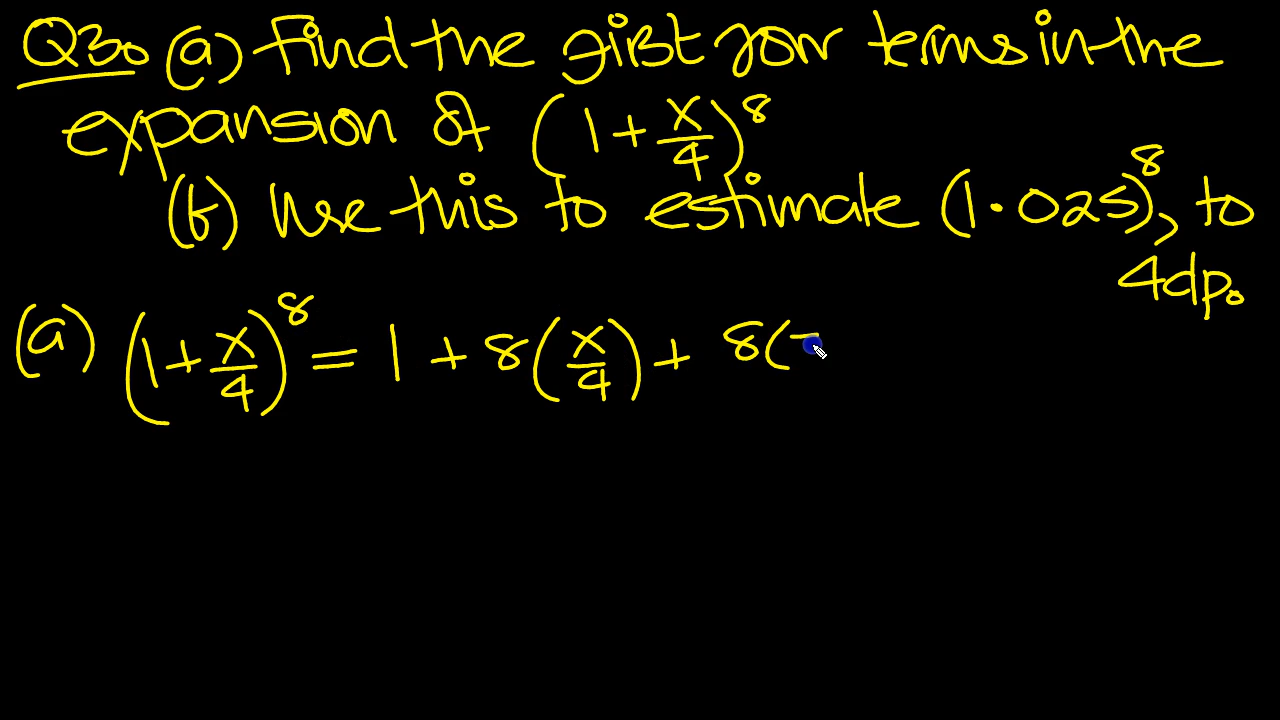 Q3. (a) Find the first four terms in the
expansion of (1 + x/4)^8
(b) Use this to estimate (1.025)^8, to
4dp.
(a) (1 + x/4)^8 = 1 + 8(x/4) + 8(7